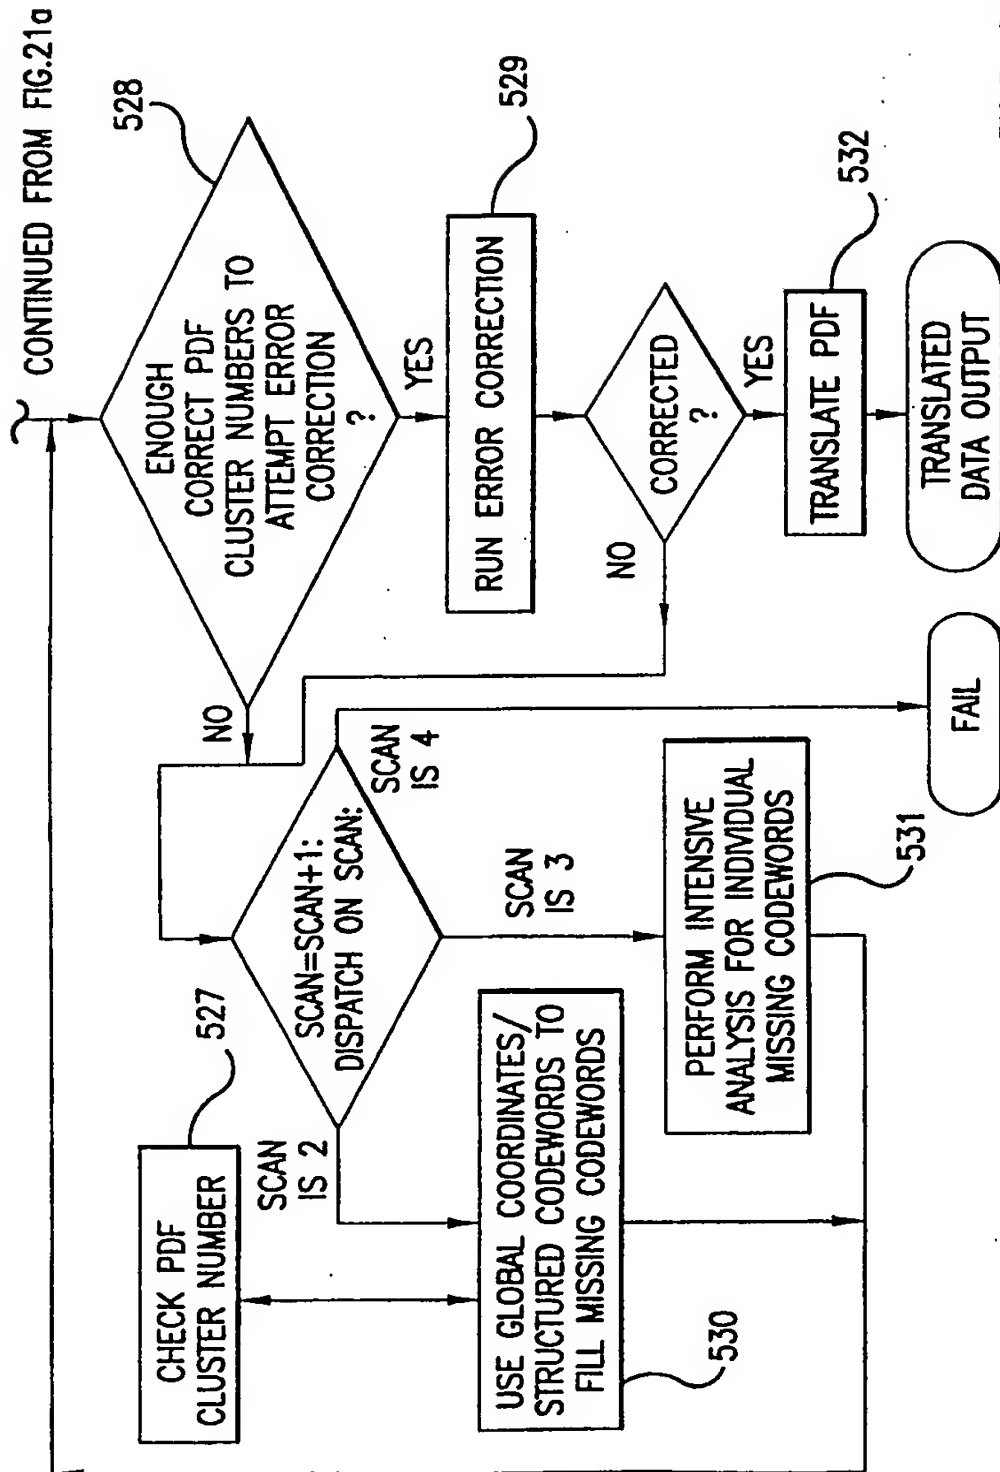 CONTINUED FROM FIG.21a
528
ENOUGH
CORRECT PDF
CLUSTER NUMBERS TO
ATTEMPT ERROR
CORRECTION
?
YES
NO
529
RUN ERROR CORRECTION
CORRECTED
?
YES
NO
532
TRANSLATE PDF
TRANSLATED
DATA OUTPUT
SCAN=SCAN+1:
DISPATCH ON SCAN:
SCAN
IS 4
FAIL
SCAN
IS 3
PERFORM INTENSIVE
ANALYSIS FOR INDIVIDUAL
MISSING CODEWORDS
531
SCAN
IS 2
527
CHECK PDF
CLUSTER NUMBER
USE GLOBAL COORDINATES/
STRUCTURED CODEWORDS TO
FILL MISSING CODEWORDS
530